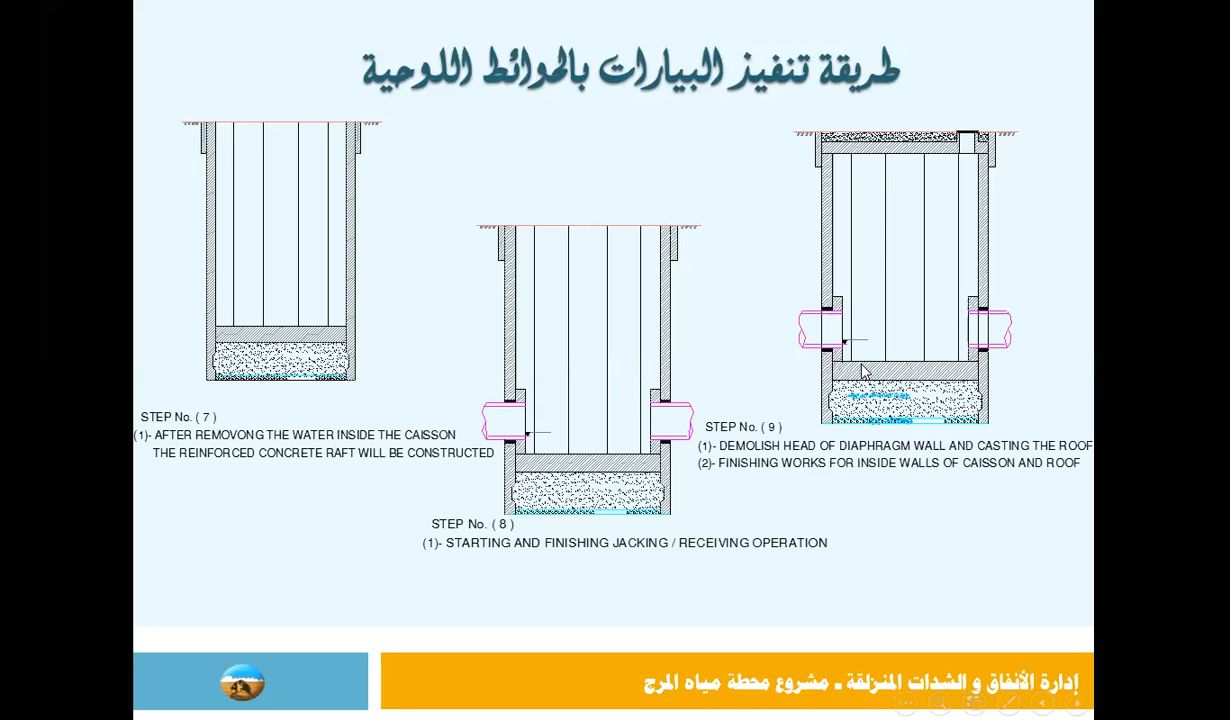 طريقة تنفيذ البيارات بالحوائط اللوحية
STEP No. ( 7 )
(1)- AFTER REMOVONG THE WATER INSIDE THE CAISSON
THE REINFORCED CONCRETE RAFT WILL BE CONSTRUCTED
STEP No. ( 8 )
(1)- STARTING AND FINISHING JACKING / RECEIVING OPERATION
STEP No. ( 9 )
(1)- DEMOLISH HEAD OF DIAPHRAGM WALL AND CASTING THE ROOF
(2)- FINISHING WORKS FOR INSIDE WALLS OF CAISSON AND ROOF
إدارة الأنفاق و الشدات المنزلقة - مشروع محطة مياه المرج